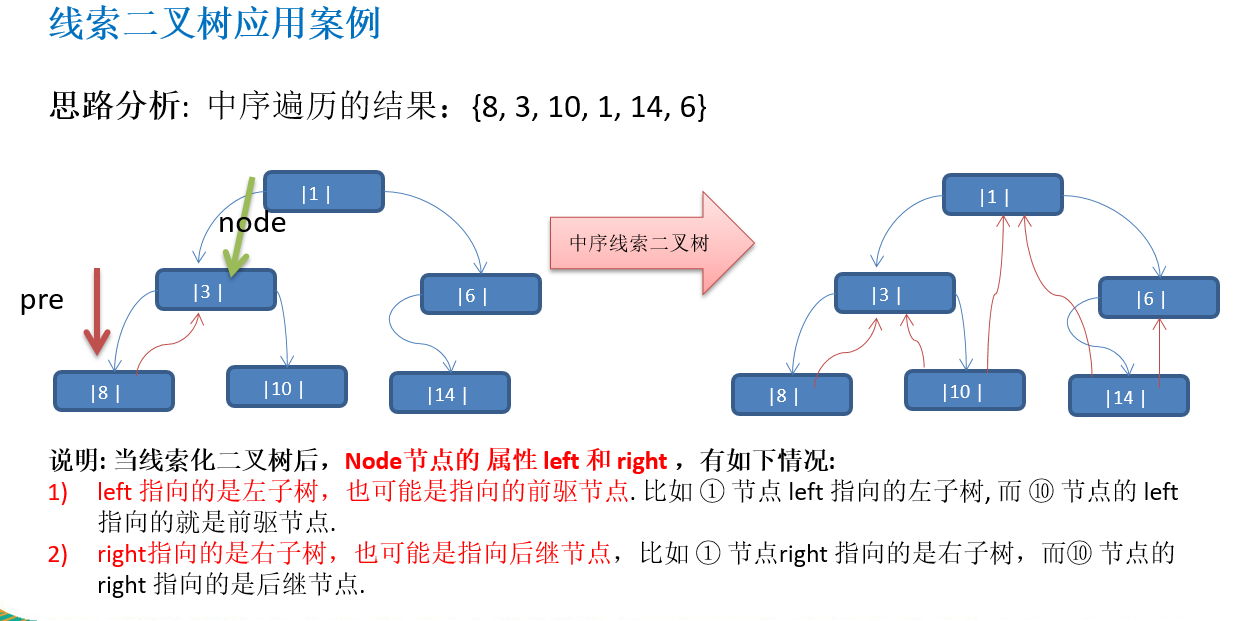 线索二叉树应用案例
思路分析: 中序遍历的结果：{8, 3, 10, 1, 14, 6}
|1 |
node
|3 |
|6 |
pre
|8 |
|10 |
|14 |
中序线索二叉树
|1 |
|3 |
|6 |
|8 |
|10 |
|14 |
说明: 当线索化二叉树后，Node节点的 属性 left 和 right ，有如下情况:
1) left 指向的是左子树，也可能是指向的前驱节点. 比如 ① 节点 left 指向的左子树, 而 ⑩ 节点的 left
指向的就是前驱节点.
2) right指向的是右子树，也可能是指向后继节点，比如 ① 节点right 指向的是右子树，而⑩ 节点的
right 指向的是后继节点.